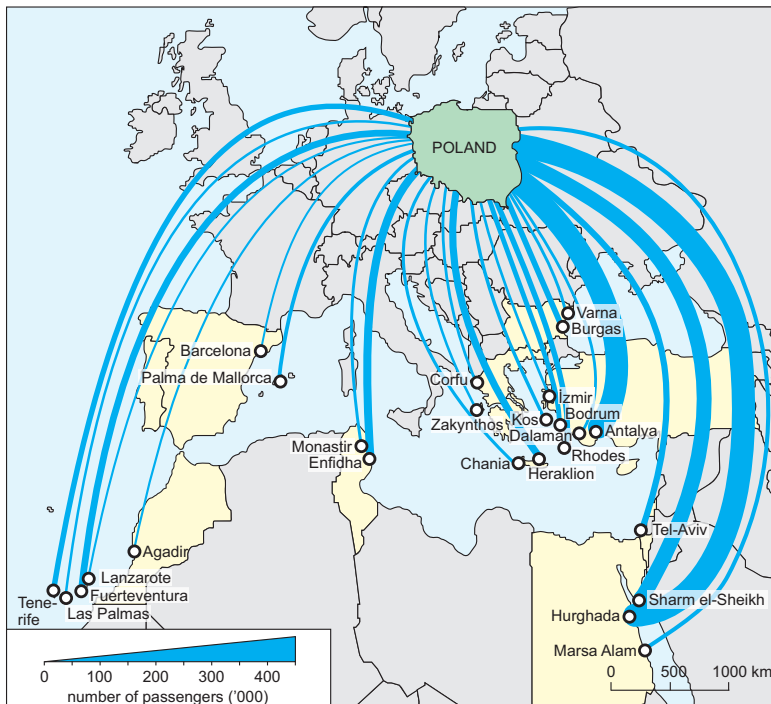 POLAND
Varna
Burgas
Barcelona
Palma de Mallorca
Corfu
İzmir
Bodrum
Kos
Zakynthos
Dalaman
Antalya
Rhodes
Monastir
Enfidha
Chania
Heraklion
Tel-Aviv
Agadir
Lanzarote
Fuerteventura
Tene-
rife
Las Palmas
Sharm el-Sheikh
Hurghada
Marsa Alam
0 100 200 300 400
number of passengers ('000)
0 500 1000 km